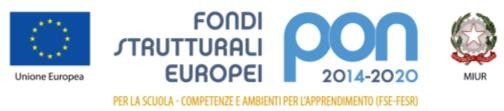 FONDI
STRUTTURALI
EUROPEI
pon
2014-2020
Unione Europea
MIUR
PER LA SCUOLA - COMPETENZE E AMBIENTI PER L'APPRENDIMENTO (FSE-FESR)